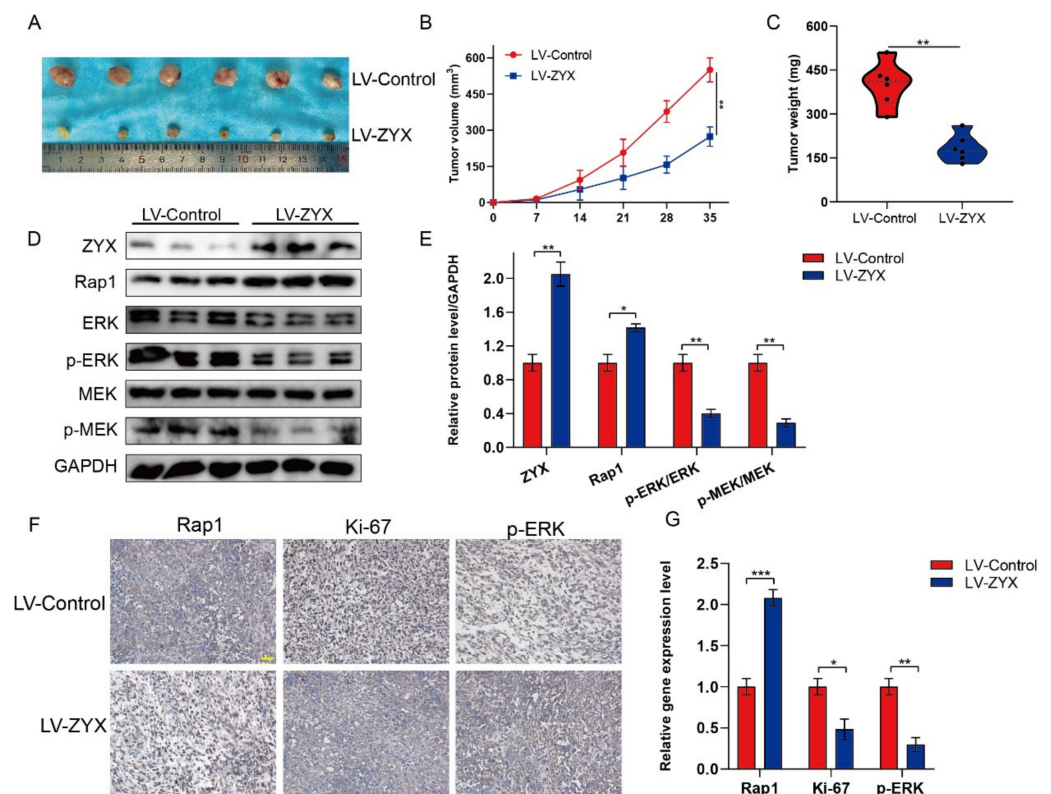 A
LV-Control
LV-ZYX
1 2 3 4 5 6 7 8 9 10 11 12 13 14 15
B
LV-Control
LV-ZYX
Tumor volume (mm³)
600
450
300
150
0
0 7 14 21 28 35
**
C
Tumor weight (mg)
600
450
300
150
0
**
LV-Control LV-ZYX
D
LV-Control LV-ZYX
ZYX
Rap1
ERK
p-ERK
MEK
p-MEK
GAPDH
E
LV-Control
LV-ZYX
Relative protein level/GAPDH
2.0
1.6
1.2
0.8
0.4
0.0
** * ** **
ZYX Rap1 p-ERK/ERK p-MEK/MEK
F
Rap1 Ki-67 p-ERK
LV-Control
LV-ZYX
G
LV-Control
LV-ZYX
Relative gene expression level
2.5
2.0
1.5
1.0
0.5
0.0
*** * **
Rap1 Ki-67 p-ERK